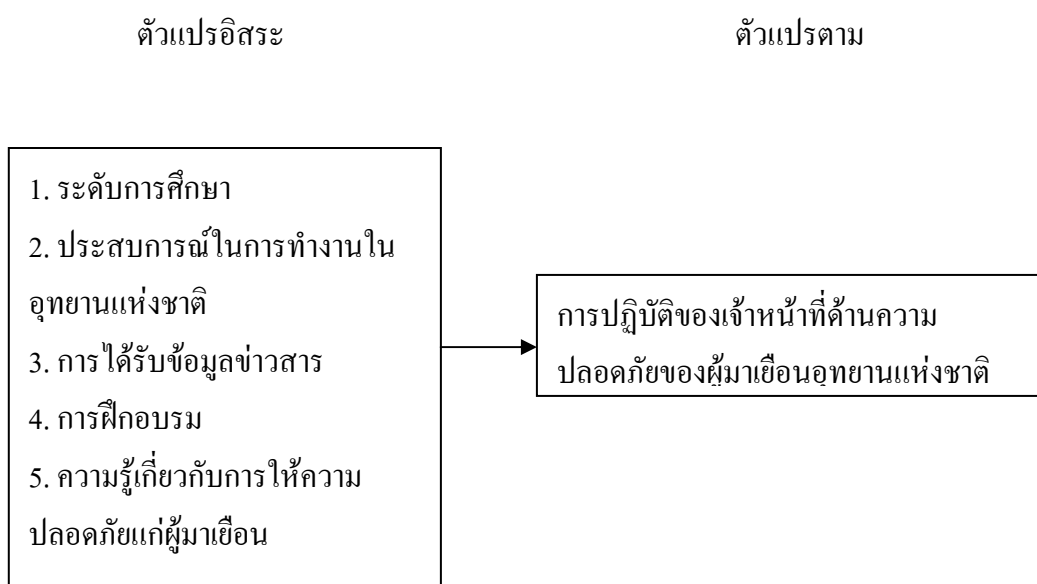 ตัวแปรอิสระ
ตัวแปรตาม
1. ระดับการศึกษา
2. ประสบการณ์ในการทำงานใน
อุทยานแห่งชาติ
3. การได้รับข้อมูลข่าวสาร
4. การฝึกอบรม
5. ความรู้เกี่ยวกับการให้ความ
ปลอดภัยแก่ผู้มาเยือน
การปฏิบัติของเจ้าหน้าที่ด้านความ
ปลอดภัยของผู้มาเยือนอุทยานแห่งชาติ